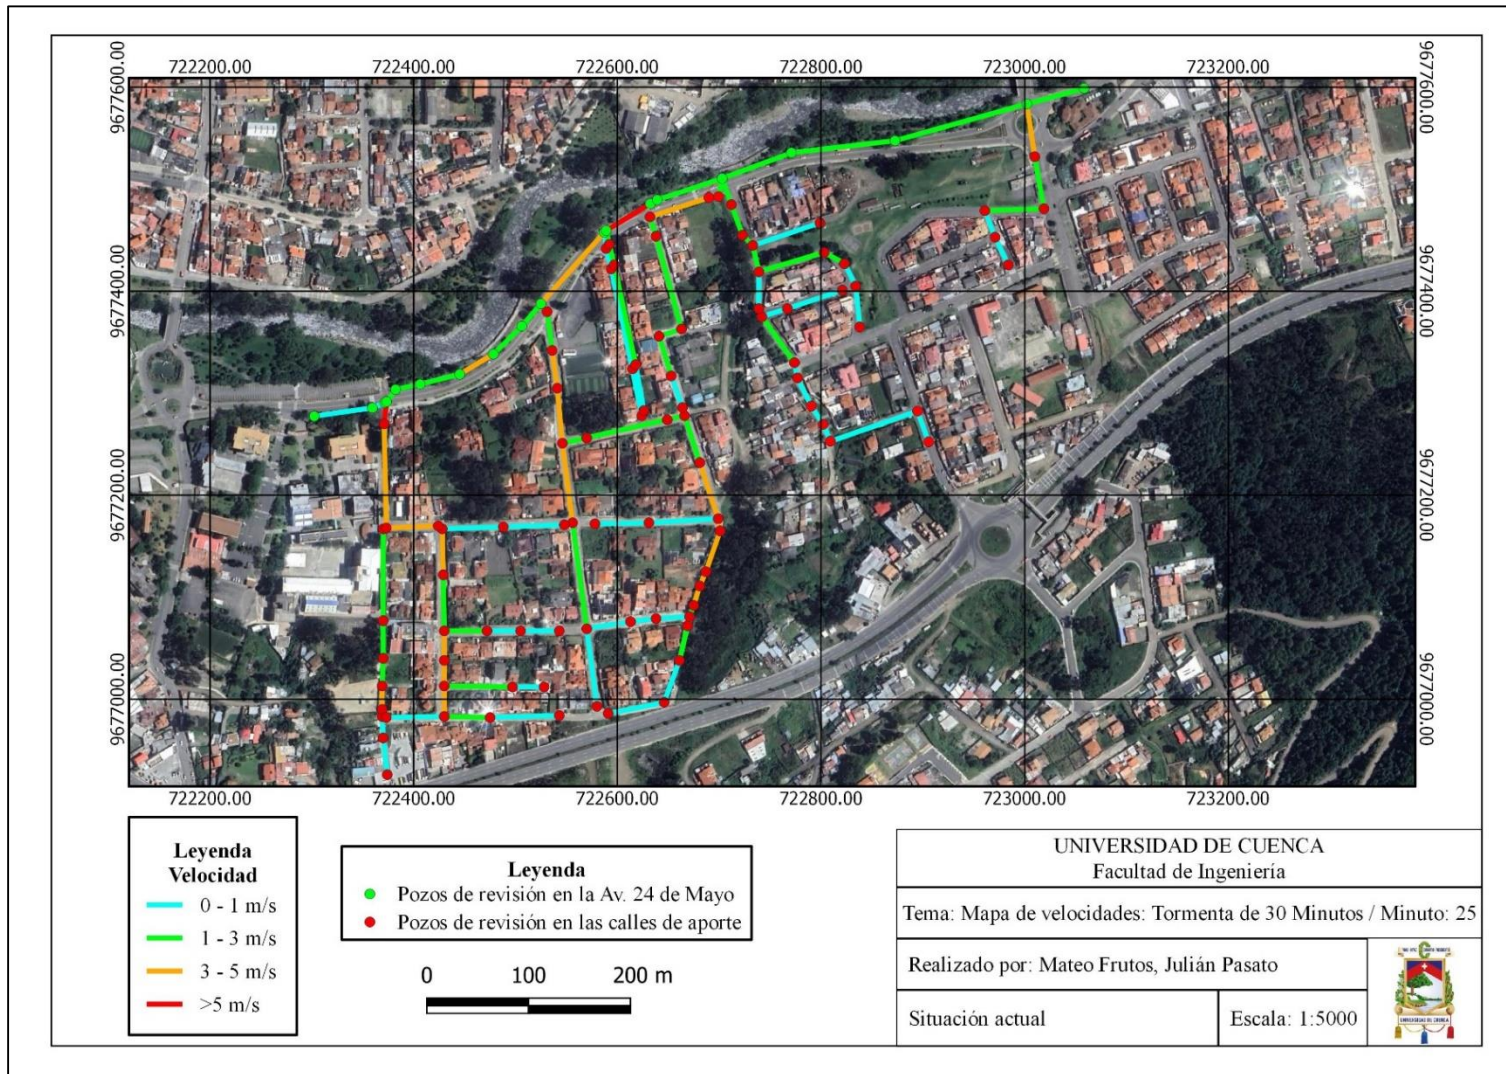 722200.00 722400.00 722600.00 722800.00 723000.00 723200.00
9677600.00 9677600.00
9677400.00 9677400.00
9677200.00 9677200.00
9677000.00 9677000.00
722200.00 722400.00 722600.00 722800.00 723000.00 723200.00
Leyenda
Velocidad
0 - 1 m/s
1 - 3 m/s
3 - 5 m/s
>5 m/s
Leyenda
Pozos de revisión en la Av. 24 de Mayo
Pozos de revisión en las calles de aporte
0 100 200 m
UNIVERSIDAD DE CUENCA
Facultad de Ingeniería
Tema: Mapa de velocidades: Tormenta de 30 Minutos / Minuto: 25
Realizado por: Mateo Frutos, Julián Pasato
Situación actual
Escala: 1:5000
UNIVERSIDAD DE CUENCA